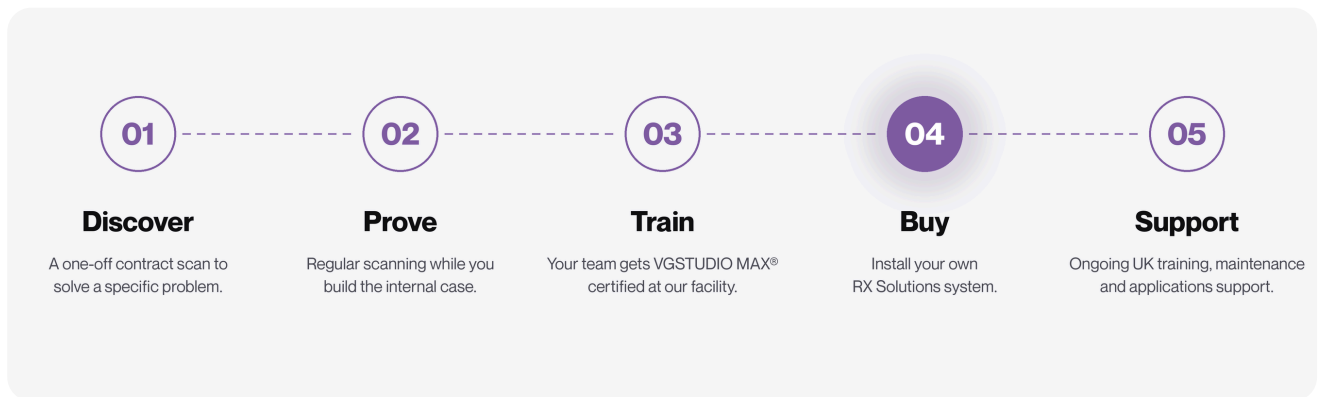 01
02
03
04
05
Discover
Prove
Train
Buy
Support
A one-off contract scan to
solve a specific problem.
Regular scanning while you
build the internal case.
Your team gets VGSTUDIO MAX®
certified at our facility.
Install your own
RX Solutions system.
Ongoing UK training, maintenance
and applications support.